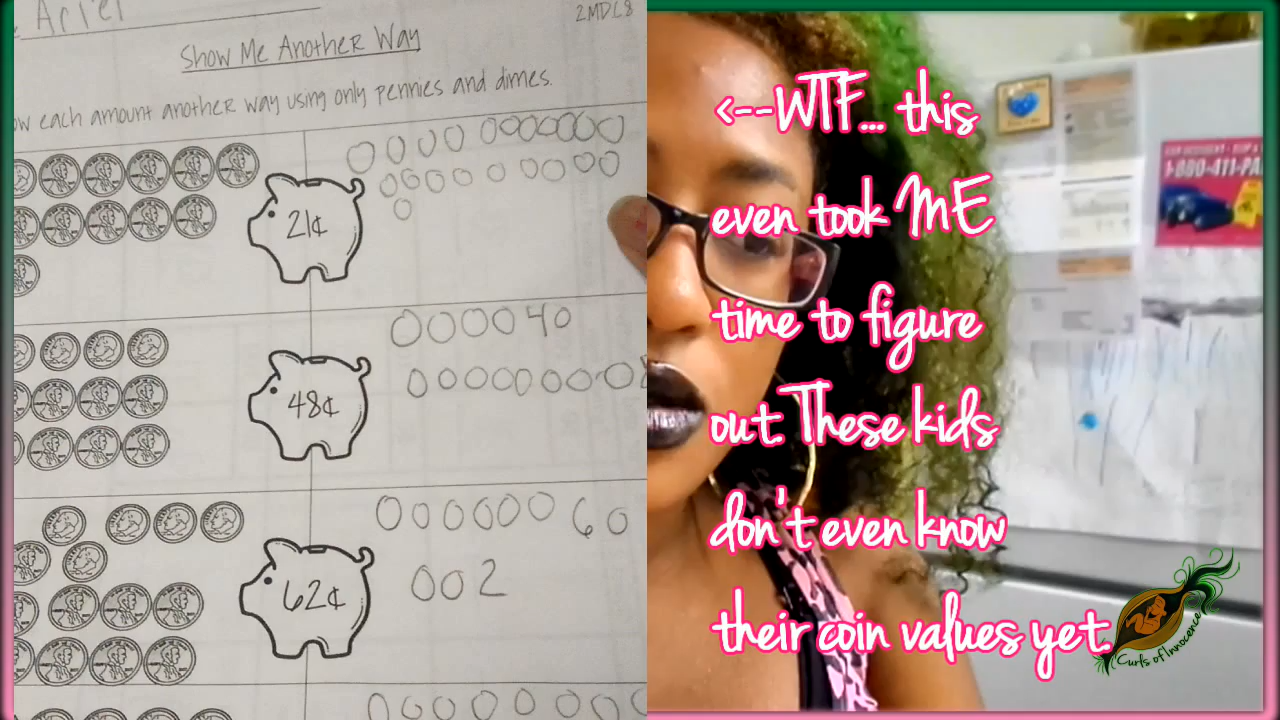 2MDL8
Show Me Another Way
each amount another way using only pennies and dimes.
21¢
40
48¢
8
60
62¢
2
<--WTF... this
even took ME
time to figure
out. These kids
don't even know
their coin values yet.
1-800-411-PA
Curls of Innocence